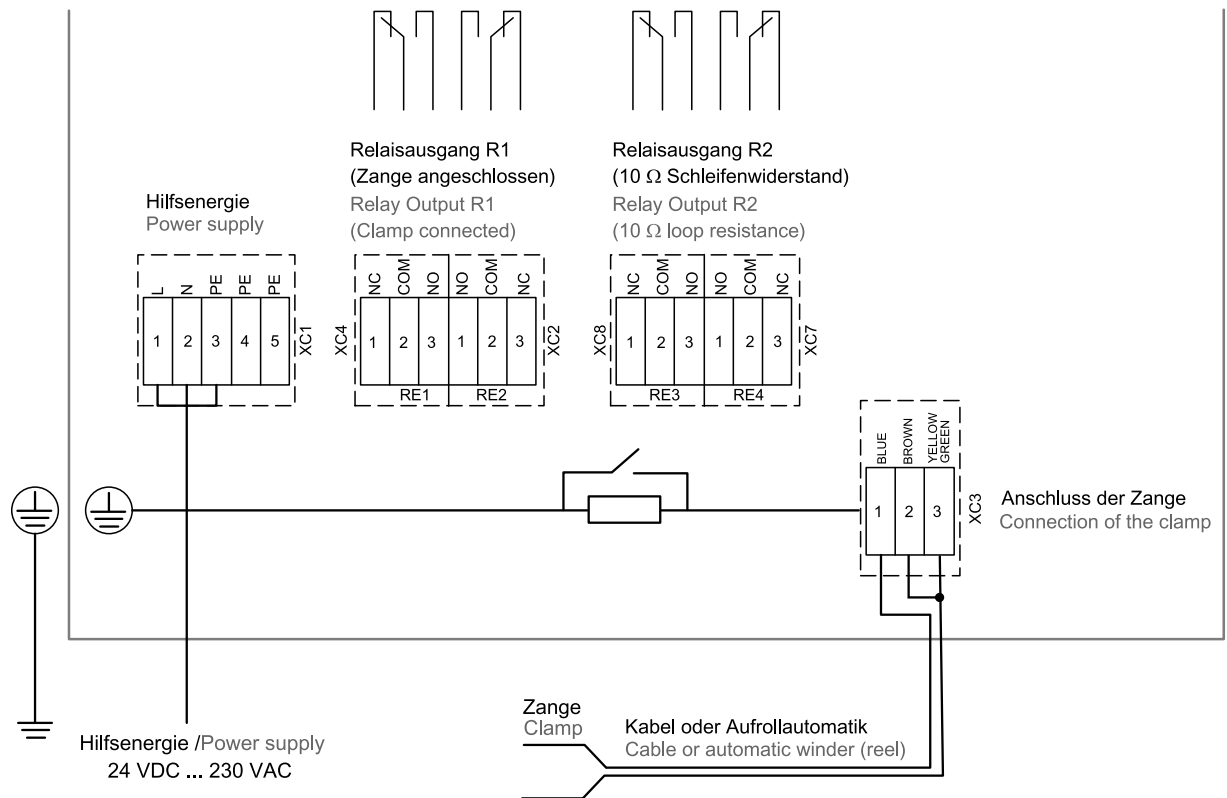 Relaisausgang R1
(Zange angeschlossen)
Relay Output R1
(Clamp connected)
Relaisausgang R2
(10 Ω Schleifenwiderstand)
Relay Output R2
(10 Ω loop resistance)
Hilfsenergie
Power supply
L N PE PE PE
1 2 3 4 5
XC1
XC4
NC COM NO NO COM NC
1 2 3 1 2 3
RE1 RE2
XC2
XC8
NC COM NO NO COM NC
1 2 3 1 2 3
RE3 RE4
XC7
BLUE
BROWN
YELLOW
GREEN
1 2 3
XC3
Anschluss der Zange
Connection of the clamp
Zange
Clamp
Kabel oder Aufrollautomatik
Cable or automatic winder (reel)
Hilfsenergie /Power supply
24 VDC ... 230 VAC